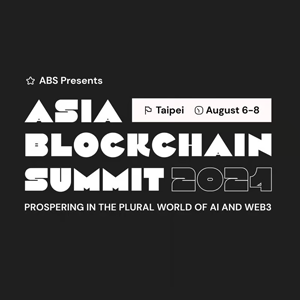 ABS Presents
ASIA Taipei August 6-8
BLOCKCHAIN
SUMMIT 2024
PROSPERING IN THE PLURAL WORLD OF AI AND WEB3